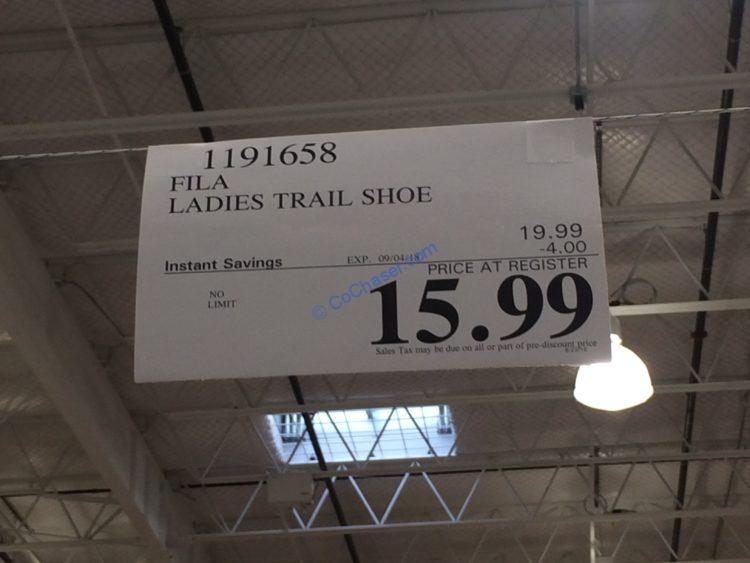 1191658
FILA
LADIES TRAIL SHOE
19.99
-4.00
Instant Savings EXP. 09/04/18
PRICE AT REGISTER
NO
LIMIT
15.99
© CoChaser.com
Sales Tax may be due on all or part of pre-discount price